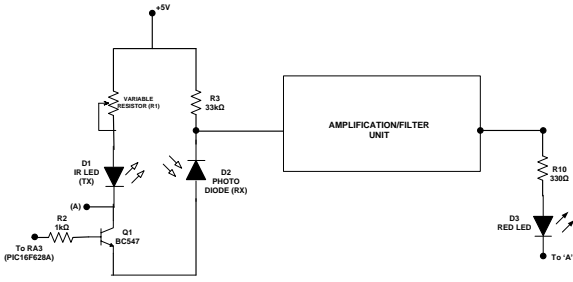 +5V
VARIABLE
RESISTOR (R1)
R3
33kΩ
AMPLIFICATION/FILTER
UNIT
D1
IR LED
(TX)
D2
PHOTO
DIODE (RX)
R10
330Ω
(A)
R2
1kΩ
Q1
BC547
To RA3
(PIC16F628A)
D3
RED LED
To 'A'